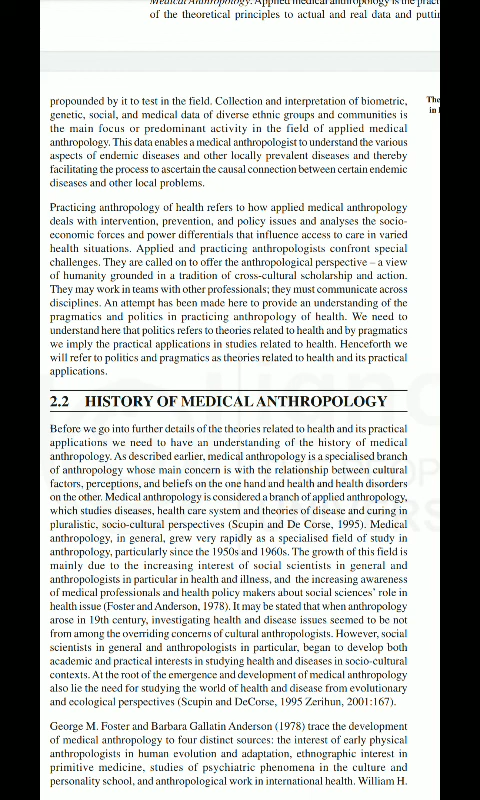 Medical Anthropology. Applied medical anthropology is the pract
of the theoretical principles to actual and real data and puttin
propounded by it to test in the field. Collection and interpretation of biometric,
genetic, social, and medical data of diverse ethnic groups and communities is
the main focus or predominant activity in the field of applied medical
anthropology. This data enables a medical anthropologist to understand the various
aspects of endemic diseases and other locally prevalent diseases and thereby
facilitating the process to ascertain the causal connection between certain endemic
diseases and other local problems.
The
in
Practicing anthropology of health refers to how applied medical anthropology
deals with intervention, prevention, and policy issues and analyses the socio-
economic forces and power differentials that influence access to care in varied
health situations. Applied and practicing anthropologists confront special
challenges. They are called on to offer the anthropological perspective – a view
of humanity grounded in a tradition of cross-cultural scholarship and action.
They may work in teams with other professionals; they must communicate across
disciplines. An attempt has been made here to provide an understanding of the
pragmatics and politics in practicing anthropology of health. We need to
understand here that politics refers to theories related to health and by pragmatics
we imply the practical applications in studies related to health. Henceforth we
will refer to politics and pragmatics as theories related to health and its practical
applications.
2.2 HISTORY OF MEDICAL ANTHROPOLOGY
Before we go into further details of the theories related to health and its practical
applications we need to have an understanding of the history of medical
anthropology. As described earlier, medical anthropology is a specialised branch
of anthropology whose main concern is with the relationship between cultural
factors, perceptions, and beliefs on the one hand and health and health disorders
on the other. Medical anthropology is considered a branch of applied anthropology,
which studies diseases, health care system and theories of disease and curing in
pluralistic, socio-cultural perspectives (Scupin and De Corse, 1995). Medical
anthropology, in general, grew very rapidly as a specialised field of study in
anthropology, particularly since the 1950s and 1960s. The growth of this field is
mainly due to the increasing interest of social scientists in general and
anthropologists in particular in health and illness, and the increasing awareness
of medical professionals and health policy makers about social sciences' role in
health issue (Foster and Anderson, 1978). It may be stated that when anthropology
arose in 19th century, investigating health and disease issues seemed to be not
from among the overriding concerns of cultural anthropologists. However, social
scientists in general and anthropologists in particular, began to develop both
academic and practical interests in studying health and diseases in socio-cultural
contexts. At the root of the emergence and development of medical anthropology
also lie the need for studying the world of health and disease from evolutionary
and ecological perspectives (Scupin and DeCorse, 1995 Zerihun, 2001:167).
George M. Foster and Barbara Gallatin Anderson (1978) trace the development
of medical anthropology to four distinct sources: the interest of early physical
anthropologists in human evolution and adaptation, ethnographic interest in
primitive medicine, studies of psychiatric phenomena in the culture and
personality school, and anthropological work in international health. William H.